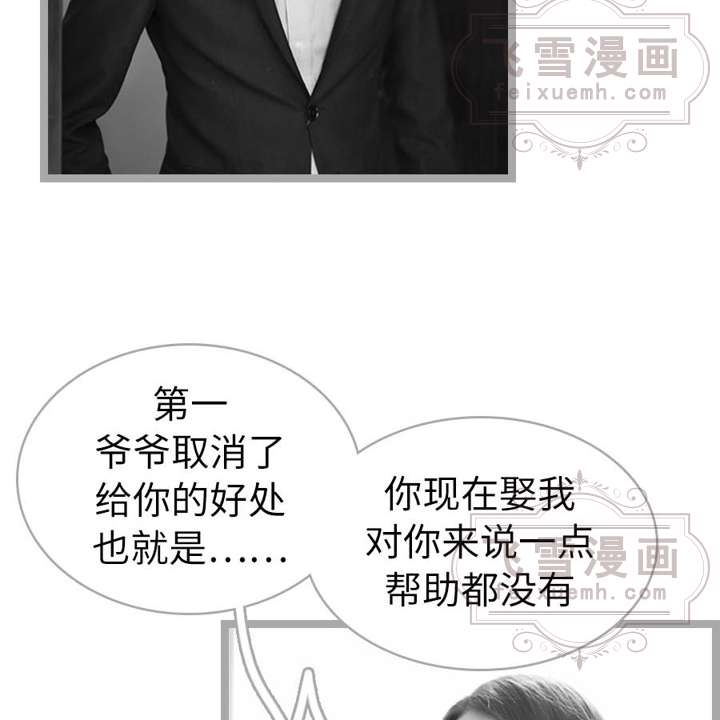 飞雪漫画
feixuemh.com
第一
爷爷取消了
给你的好处
也就是……
你现在娶我
对你来说一点
帮助都没有
飞雪漫画
feixuemh.com